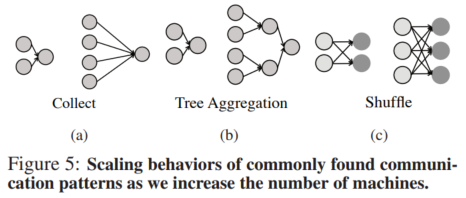 Collect
Tree Aggregation
Shuffle
(a)
(b)
(c)
Figure 5: Scaling behaviors of commonly found communi-
cation patterns as we increase the number of machines.